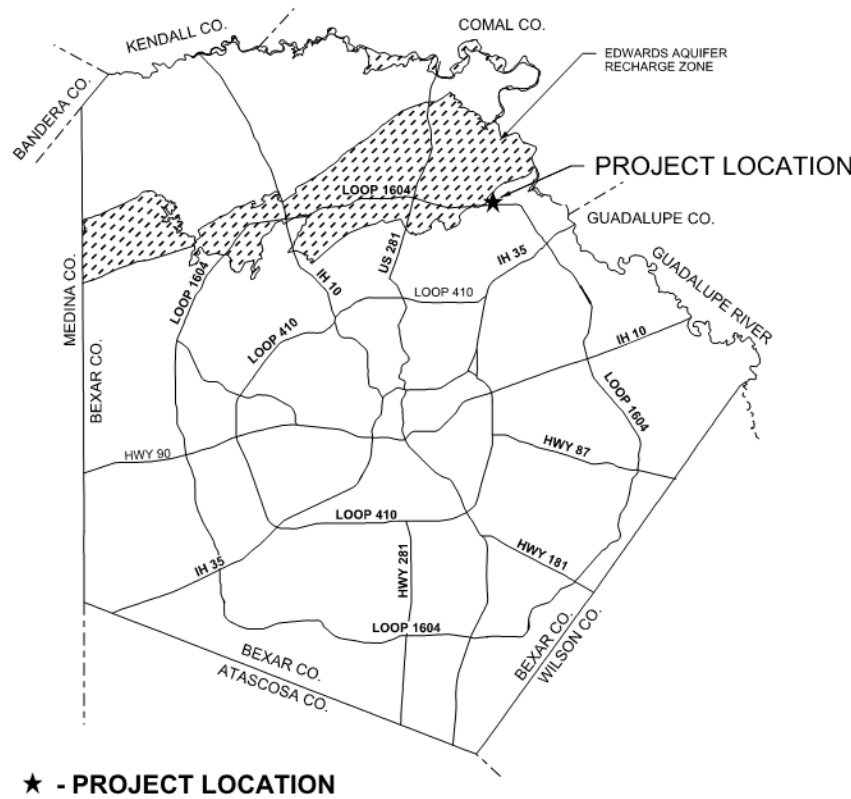 COMAL CO.
KENDALL CO.
EDWARDS AQUIFER
RECHARGE ZONE
BANDERA CO.
PROJECT LOCATION
LOOP 1604
GUADALUPE CO.
US 281
IH 35
GUADALUPE RIVER
MEDINA CO.
LOOP 1604
IH 10
LOOP 410
LOOP 410
IH 10
BEXAR CO.
LOOP 1604
HWY 90
HWY 87
LOOP 410
IH 35
HWY 281
HWY 181
LOOP 1604
BEXAR CO.
WILSON CO.
BEXAR CO.
ATASCOSA CO.
★ - PROJECT LOCATION